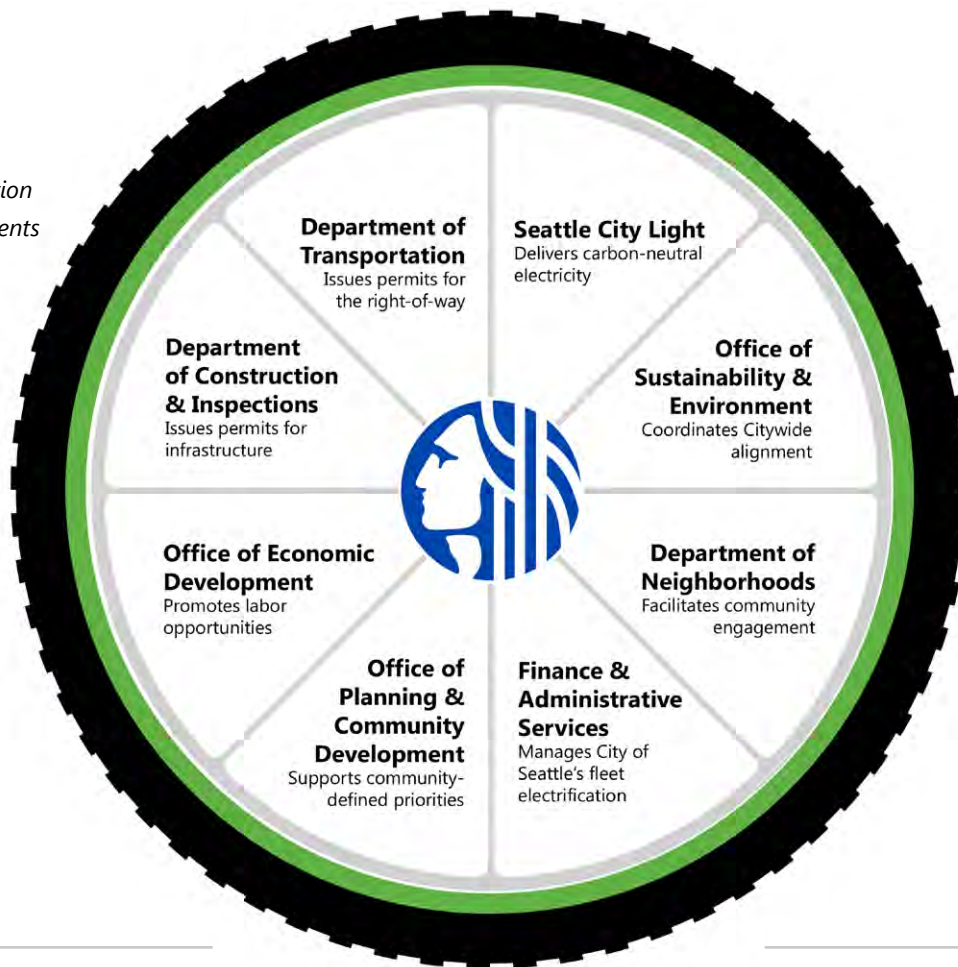 ents
Department of
Transportation
Issues permits for
the right-of-way
Seattle City Light
Delivers carbon-neutral
electricity
Office of
Sustainability &
Environment
Coordinates Citywide
alignment
Department of
Neighborhoods
Facilitates community
engagement
Finance &
Administrative
Services
Manages City of
Seattle's fleet
electrification
Office of
Planning &
Community
Development
Supports community-
defined priorities
Office of Economic
Development
Promotes labor
opportunities
Department
of Construction
& Inspections
Issues permits for
infrastructure